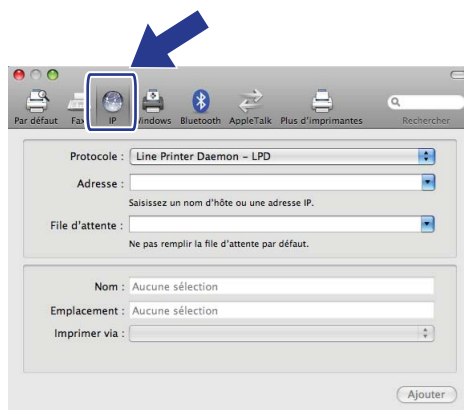 Par défaut Fax IP Windows Bluetooth AppleTalk Plus d'imprimantes Rechercher
Protocole : Line Printer Daemon – LPD
Adresse :
Saisissez un nom d'hôte ou une adresse IP.
File d'attente :
Ne pas remplir la file d'attente par défaut.
Nom : Aucune sélection
Emplacement : Aucune sélection
Imprimer via :
Ajouter